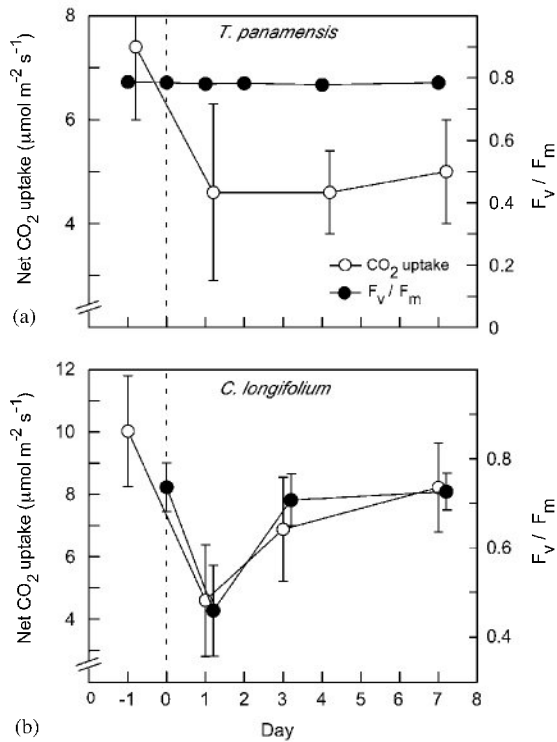 T. panamensis
8
6
4
Net CO2 uptake (μmol m-2 s-1)
0.8
0.6
0.4
0.2
0
Fv / Fm
CO2 uptake
Fv / Fm
(a)
C. longifolium
12
10
8
6
4
Net CO2 uptake (μmol m-2 s-1)
0.8
0.6
0.4
Fv / Fm
0 -1 0 1 2 3 4 5 6 7 8
Day
(b)